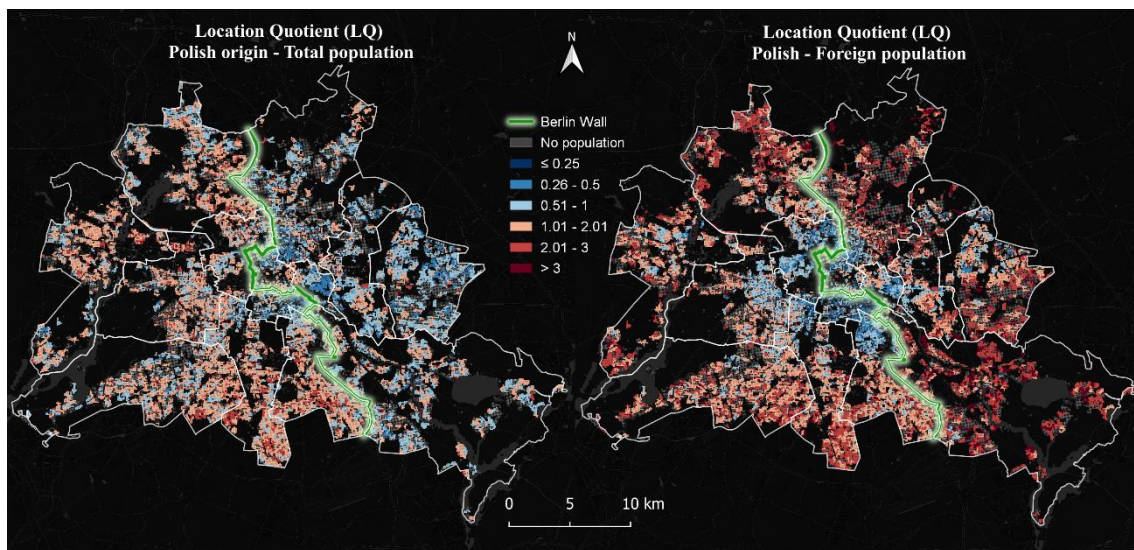 Location Quotient (LQ)
Polish origin - Total population
Location Quotient (LQ)
Polish - Foreign population
N
Berlin Wall
No population
≤ 0.25
0.26 - 0.5
0.51 - 1
1.01 - 2.01
2.01 - 3
> 3
0 5 10 km